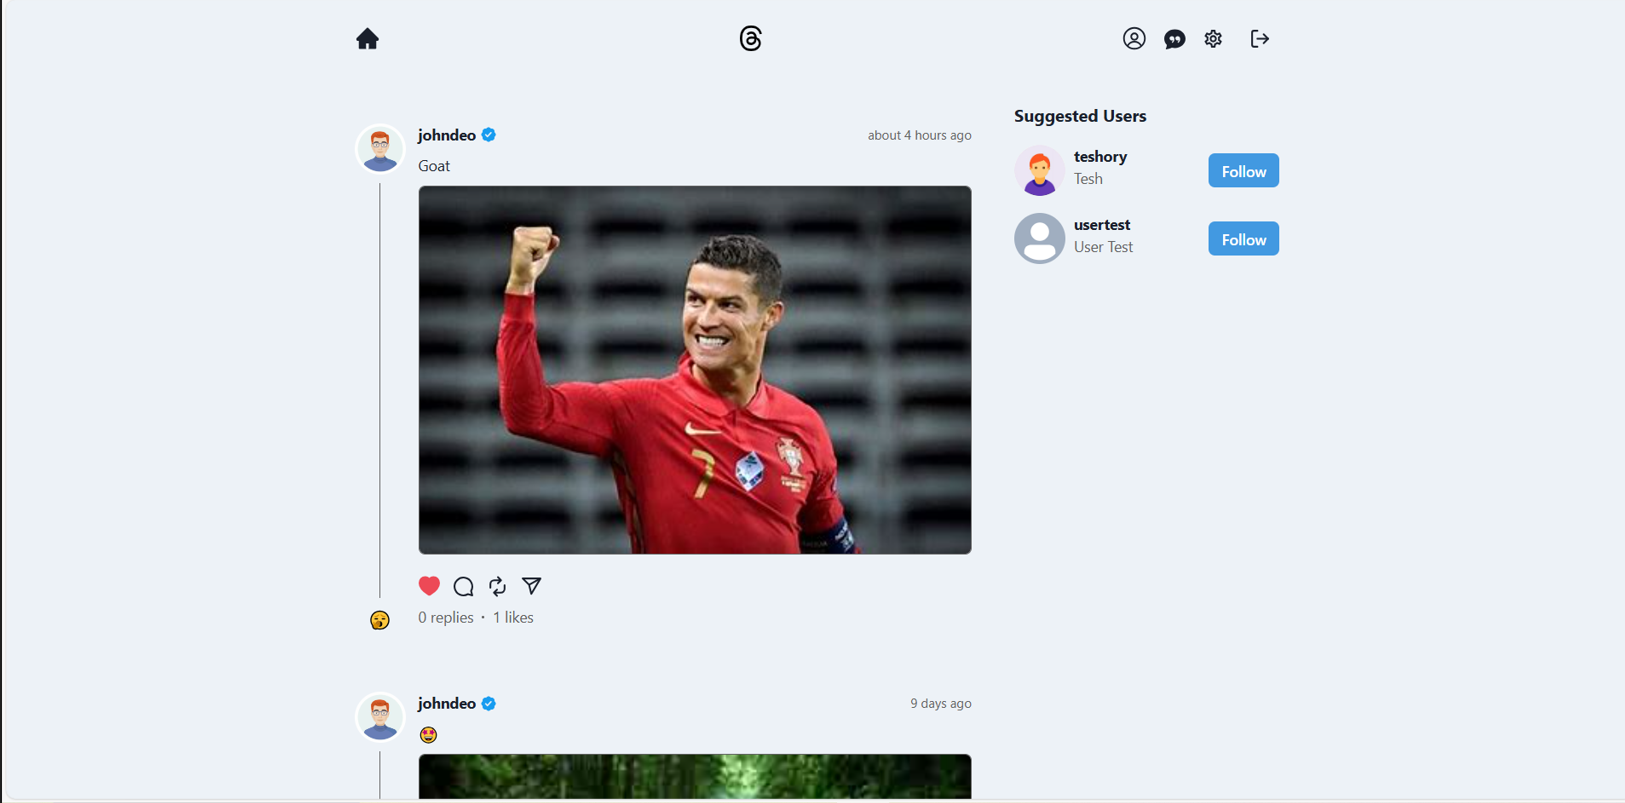 johndeo
about 4 hours ago
Goat
7
0 replies · 1 likes
johndeo
9 days ago
🤩
Suggested Users
teshory
Tesh
Follow
usertest
User Test
Follow